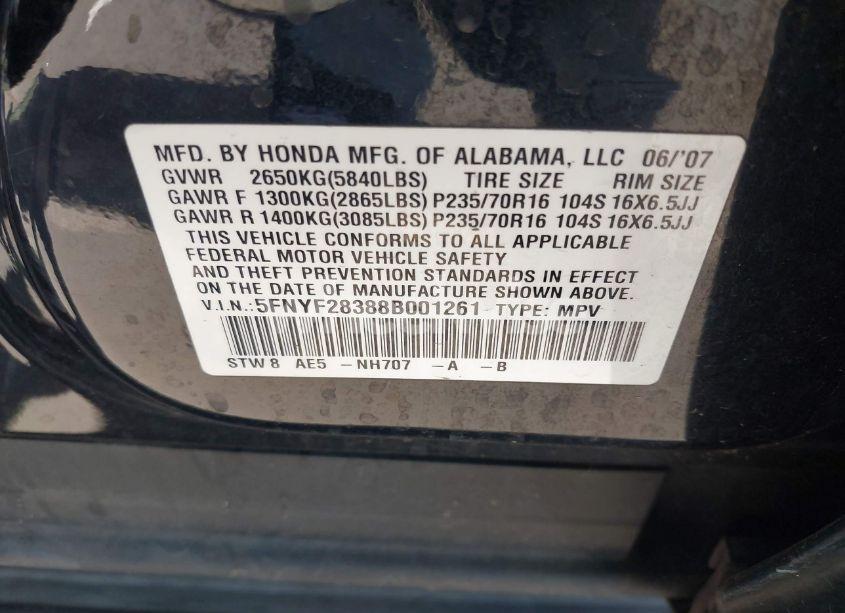 MFD. BY HONDA MFG. OF ALABAMA, LLC 06/'07
GVWR 2650KG(5840LBS) TIRE SIZE RIM SIZE
GAWR F 1300KG(2865LBS) P235/70R16 104S 16X6.5JJ
GAWR R 1400KG(3085LBS) P235/70R16 104S 16X6.5JJ
THIS VEHICLE CONFORMS TO ALL APPLICABLE
FEDERAL MOTOR VEHICLE SAFETY
AND THEFT PREVENTION STANDARDS IN EFFECT
ON THE DATE OF MANUFACTURE SHOWN ABOVE.
V.I.N.: 5FNYF28388B001261 TYPE: MPV
STW8 AE5 -NH707 -A -B